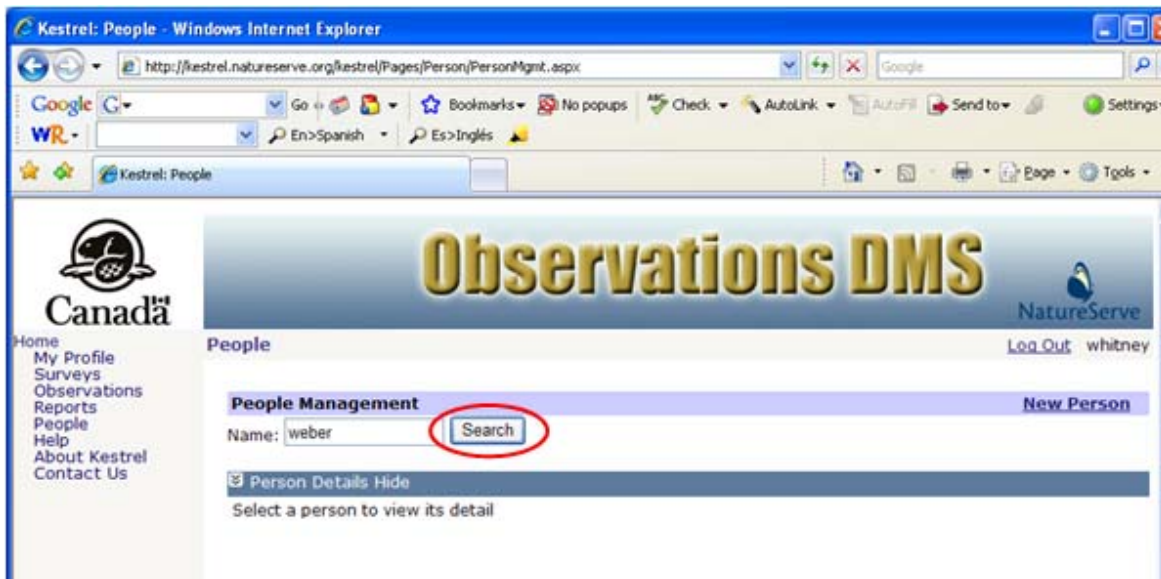 Kestrel: People - Windows Internet Explorer
http://kestrel.natureserve.org/kestrel/Pages/Person/PersonMgmt.aspx
Google
Google G Go Bookmarks No popups ABC Check AutoLink AutoFill Send to Settings
WR. En>Spanish Es>Inglés
Kestrel: People
Page Tools
Canada
Observations DMS
NatureServe
Home
My Profile
Surveys
Observations
Reports
People
Help
About Kestrel
Contact Us
People
Log Out whitney
People Management
New Person
Name: weber Search
Person Details Hide
Select a person to view its detail